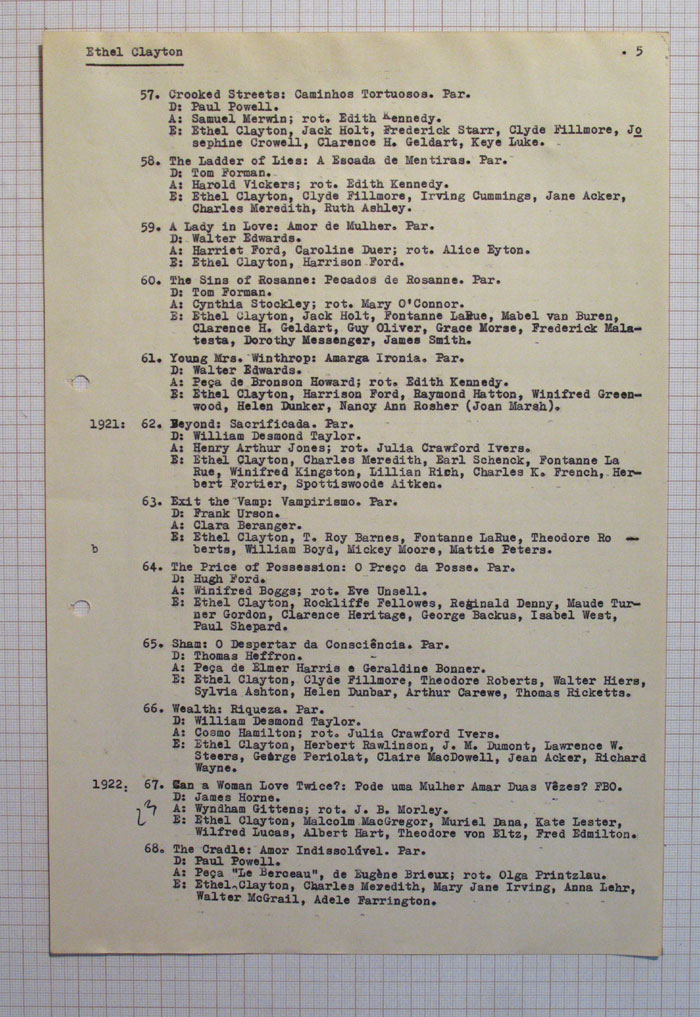 Ethel Clayton . 5
57. Crooked Streets: Caminhos Tortuosos. Par.
D: Paul Powell.
A: Samuel Merwin; rot. Edith Kennedy.
E: Ethel Clayton, Jack Holt, Frederick Starr, Clyde Fillmore, Jo
sephine Crowell, Clarence H. Geldart, Keye Luke.
58. The Ladder of Lies: A Escada de Mentiras. Par.
D: Tom Forman.
A: Harold Vickers; rot. Edith Kennedy.
E: Ethel Clayton, Clyde Fillmore, Irving Cummings, Jane Acker,
Charles Meredith, Ruth Ashley.
59. A Lady in Love: Amor de Mulher. Par.
D: Walter Edwards.
A: Harriet Ford, Caroline Duer; rot. Alice Eyton.
E: Ethel Clayton, Harrison Ford.
60. The Sins of Rosanne: Pecados de Rosanne. Par.
D: Tom Forman.
A: Cynthia Stockley; rot. Mary O'Connor.
E: Ethel Clayton, Jack Holt, Fontanne LaRue, Mabel van Buren,
Clarence H. Geldart, Guy Oliver, Grace Morse, Frederick Mala-
testa, Dorothy Messenger, James Smith.
61. Young Mrs. Winthrop: Amarga Ironia. Par.
D: Walter Edwards.
A: Peça de Bronson Howard; rot. Edith Kennedy.
E: Ethel Clayton, Harrison Ford, Raymond Hatton, Winifred Green-
wood, Helen Dunker, Nancy Ann Rosher (Joan Marsh).
1921: 62. Beyond: Sacrificada. Par.
D: William Desmond Taylor.
A: Henry Arthur Jones; rot. Julia Crawford Ivers.
E: Ethel Clayton, Charles Meredith, Earl Schenck, Fontanne La
Rue, Winifred Kingston, Lillian Rich, Charles K. French, Her-
bert Fortier, Spottiswoode Aitken.
63. Exit the Vamp: Vampirismo. Par.
D: Frank Urson.
A: Clara Beranger.
E: Ethel Clayton, T. Roy Barnes, Fontanne LaRue, Theodore Ro -
b berts, William Boyd, Mickey Moore, Mattie Peters.
64. The Price of Possession: O Preço da Posse. Par.
D: Hugh Ford.
A: Winifred Boggs; rot. Eve Unsell.
E: Ethel Clayton, Rockliffe Fellowes, Reginald Denny, Maude Tur-
ner Gordon, Clarence Heritage, George Backus, Isabel West,
Paul Shepard.
65. Sham: O Despertar da Consciência. Par.
D: Thomas Heffron.
A: Peça de Elmer Harris e Geraldine Bonner.
E: Ethel Clayton, Clyde Fillmore, Theodore Roberts, Walter Hiers,
Sylvia Ashton, Helen Dunbar, Arthur Carewe, Thomas Ricketts.
66. Wealth: Riqueza. Par.
D: William Desmond Taylor.
A: Cosmo Hamilton; rot. Julia Crawford Ivers.
E: Ethel Clayton, Herbert Rawlinson, J. M. Dumont, Lawrence W.
Steers, George Periolat, Claire MacDowell, Jean Acker, Richard
Wayne.
1922: 67. Can a Woman Love Twice?: Pode uma Mulher Amar Duas Vêzes? FBO.
D: James Horne.
A: Wyndham Gittens; rot. J. B. Morley.
E: Ethel Clayton, Malcolm MacGregor, Muriel Dana, Kate Lester,
Wilfred Lucas, Albert Hart, Theodore von Eltz, Fred Edmilton.
68. The Cradle: Amor Indissolúvel. Par.
D: Paul Powell.
A: Peça "Le Berceau", de Eugène Brieux; rot. Olga Printzlau.
E: Ethel Clayton, Charles Meredith, Mary Jane Irving, Anna Lehr,
Walter McGrail, Adele Farrington.